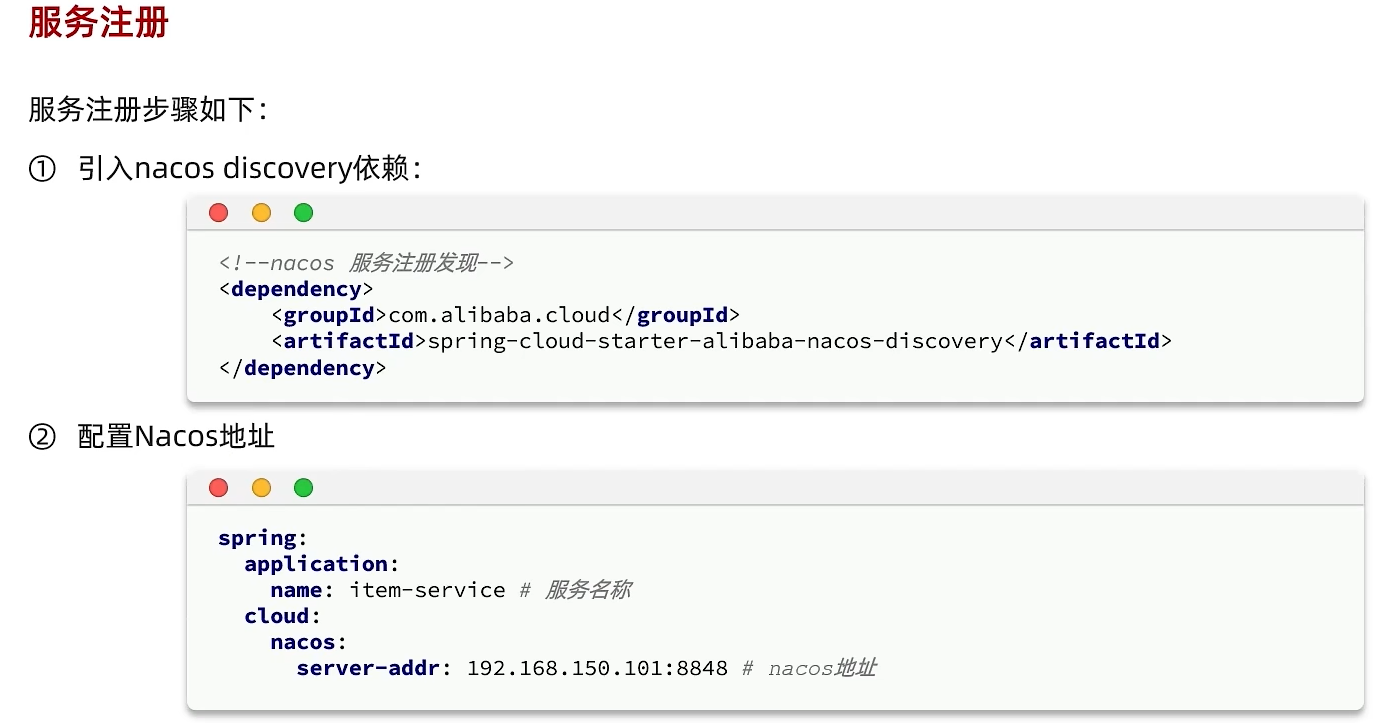 服务注册
服务注册步骤如下：
① 引入nacos discovery依赖：
<!--nacos 服务注册发现-->
<dependency>
    <groupId>com.alibaba.cloud</groupId>
    <artifactId>spring-cloud-starter-alibaba-nacos-discovery</artifactId>
</dependency>
② 配置Nacos地址
spring:
  application:
    name: item-service # 服务名称
  cloud:
    nacos:
      server-addr: 192.168.150.101:8848 # nacos地址